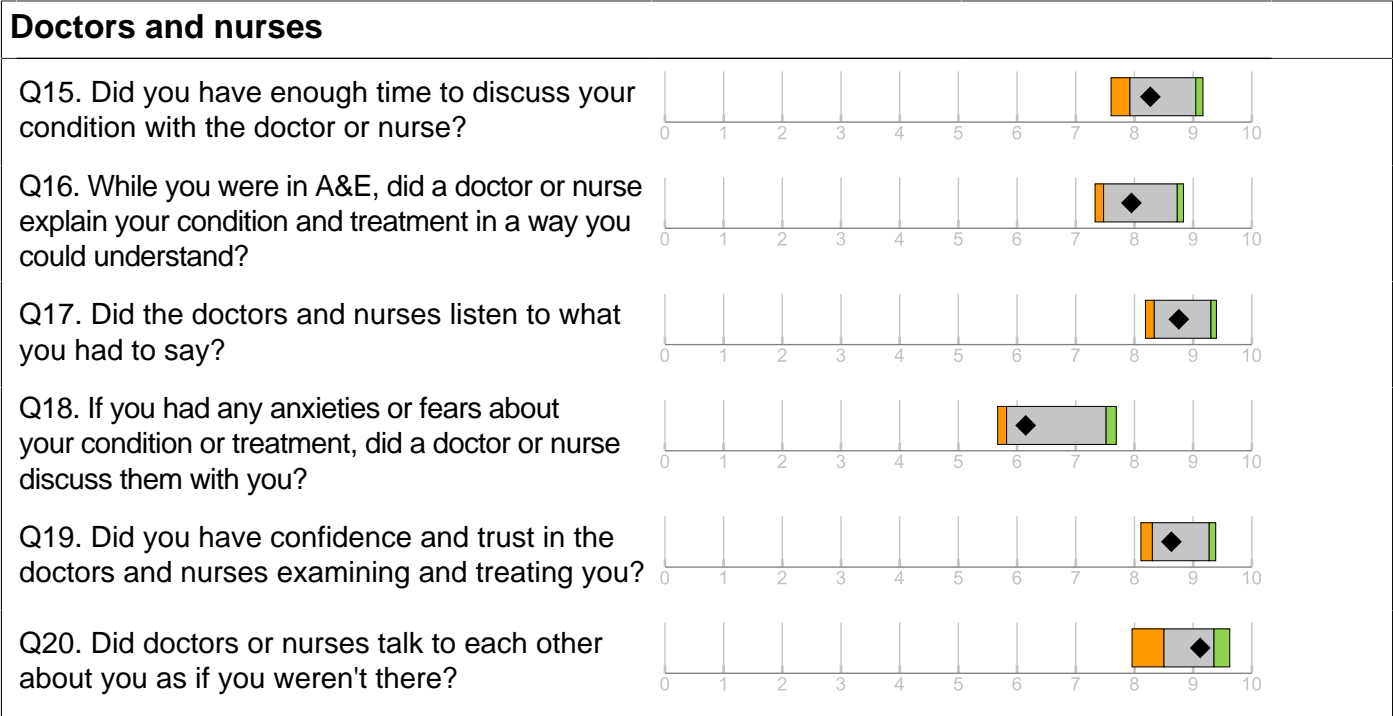 Doctors and nurses
Q15. Did you have enough time to discuss your
condition with the doctor or nurse?
0 1 2 3 4 5 6 7 8 9 10
Q16. While you were in A&E, did a doctor or nurse
explain your condition and treatment in a way you
could understand?
0 1 2 3 4 5 6 7 8 9 10
Q17. Did the doctors and nurses listen to what
you had to say?
0 1 2 3 4 5 6 7 8 9 10
Q18. If you had any anxieties or fears about
your condition or treatment, did a doctor or nurse
discuss them with you?
0 1 2 3 4 5 6 7 8 9 10
Q19. Did you have confidence and trust in the
doctors and nurses examining and treating you?
0 1 2 3 4 5 6 7 8 9 10
Q20. Did doctors or nurses talk to each other
about you as if you weren't there?
0 1 2 3 4 5 6 7 8 9 10